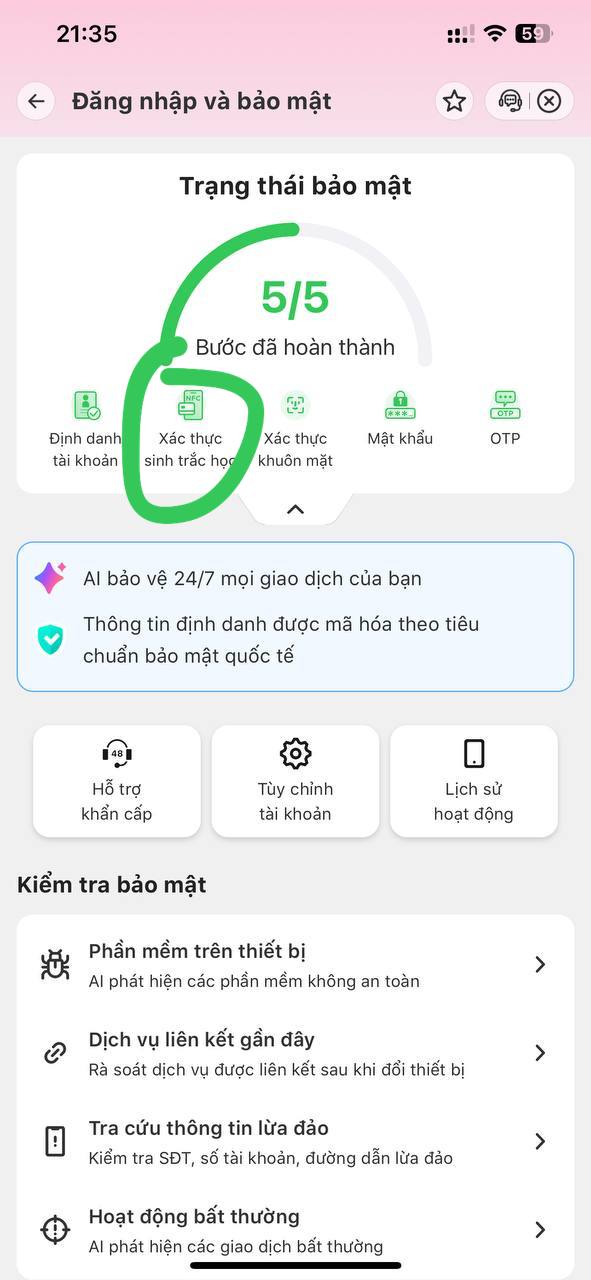 21:35
59
Đăng nhập và bảo mật
Trạng thái bảo mật
5/5
Bước đã hoàn thành
NFC
OTP
Định danh
tài khoản
Xác thực
sinh trắc học
Xác thực
khuôn mặt
Mật khẩu
OTP
AI bảo vệ 24/7 mọi giao dịch của bạn
Thông tin định danh được mã hóa theo tiêu
chuẩn bảo mật quốc tế
48
Hỗ trợ
khẩn cấp
Tùy chỉnh
tài khoản
Lịch sử
hoạt động
Kiểm tra bảo mật
Phần mềm trên thiết bị
AI phát hiện các phần mềm không an toàn
Dịch vụ liên kết gần đây
Rà soát dịch vụ được liên kết sau khi đổi thiết bị
Tra cứu thông tin lừa đảo
Kiểm tra SĐT, số tài khoản, đường dẫn lừa đảo
Hoạt động bất thường
AI phát hiện các giao dịch bất thường